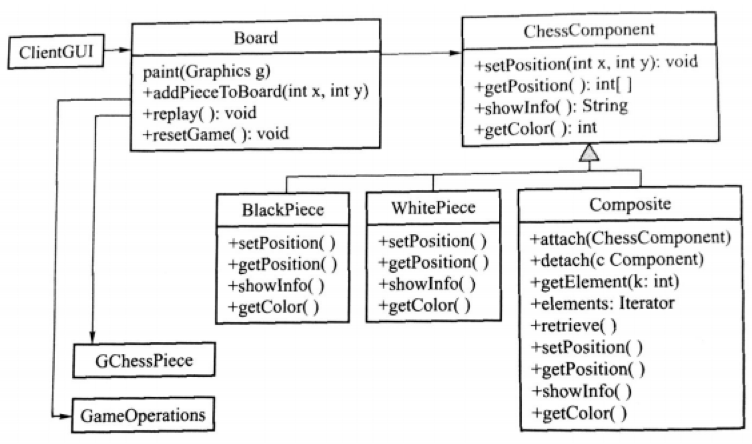 ClientGUI
Board
paint(Graphics g)
+addPieceToBoard(int x, int y)
+replay( ): void
+resetGame( ): void
ChessComponent
+setPosition(int x, int y): void
+getPosition( ): int[ ]
+showInfo( ): String
+getColor( ): int
BlackPiece
+setPosition( )
+getPosition( )
+showInfo( )
+getColor( )
WhitePiece
+setPosition( )
+getPosition( )
+showInfo( )
+getColor( )
Composite
+attach(ChessComponent)
+detach(c Component)
+getElement(k: int)
+elements: Iterator
+retrieve( )
+setPosition( )
+getPosition( )
+showInfo( )
+getColor( )
GChessPiece
GameOperations